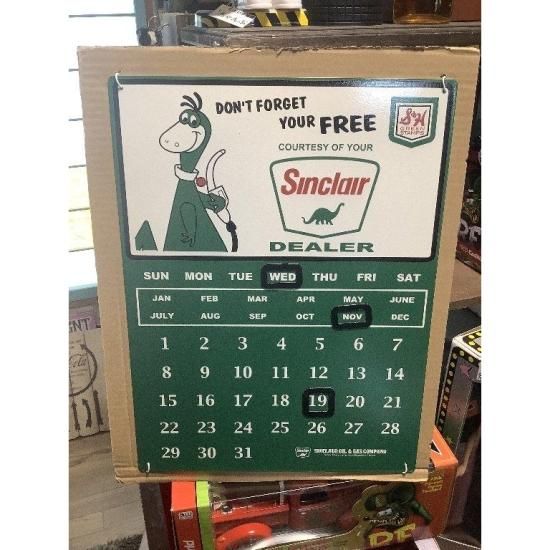 DON'T FORGET
YOUR FREE
S&H
GREEN
STAMPS
COURTESY OF YOUR
Sinclair
DEALER
SUN MON TUE WED THU FRI SAT
JAN FEB MAR APR MAY JUNE
JULY AUG SEP OCT NOV DEC
1 2 3 4 5 6 7
8 9 10 11 12 13 14
15 16 17 18 19 20 21
22 23 24 25 26 27 28
29 30 31
Sinclair SINCLAIR OIL & GAS COMPANY